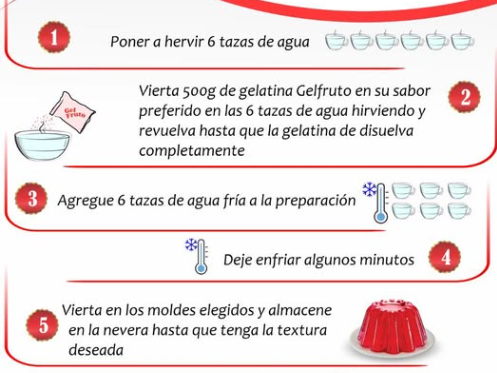 1
Poner a hervir 6 tazas de agua
Vierta 500g de gelatina Gelfruto en su sabor
preferido en las 6 tazas de agua hirviendo y
revuelva hasta que la gelatina de disuelva
completamente
2
Gel
Fruto
3
Agregue 6 tazas de agua fría a la preparación
Deje enfriar algunos minutos
4
5
Vierta en los moldes elegidos y almacene
en la nevera hasta que tenga la textura
deseada